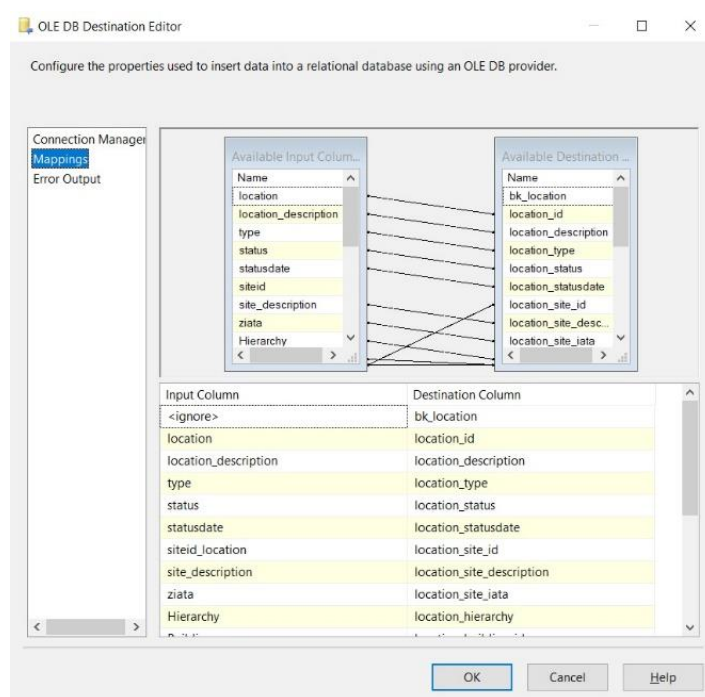 OLE DB Destination Editor
Configure the properties used to insert data into a relational database using an OLE DB provider.
Connection Manager
Mappings
Error Output
Available Input Colum...
Name
location
location_description
type
status
statusdate
siteid
site_description
ziata
Hierarchy
Available Destination ...
Name
bk_location
location_id
location_description
location_type
location_status
location_statusdate
location_site_id
location_site_desc...
location_site_iata
Input Column Destination Column
<ignore> bk_location
location location_id
location_description location_description
type location_type
status location_status
statusdate location_statusdate
siteid_location location_site_id
site_description location_site_description
ziata location_site_iata
Hierarchy location_hierarchy
OK Cancel Help